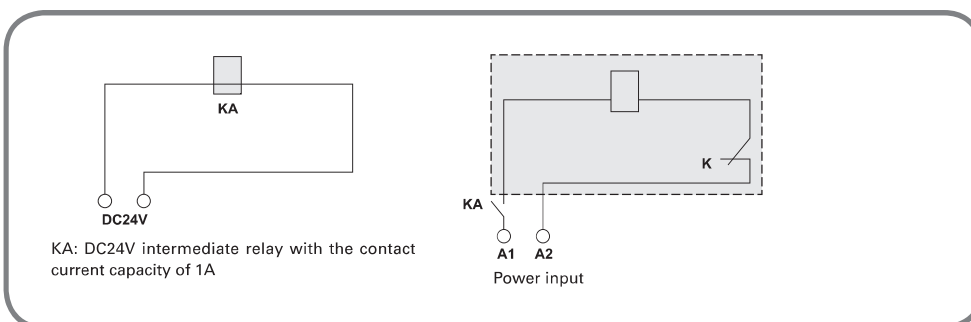 KA
DC24V
KA: DC24V intermediate relay with the contact
current capacity of 1A
K
KA
A1 A2
Power input